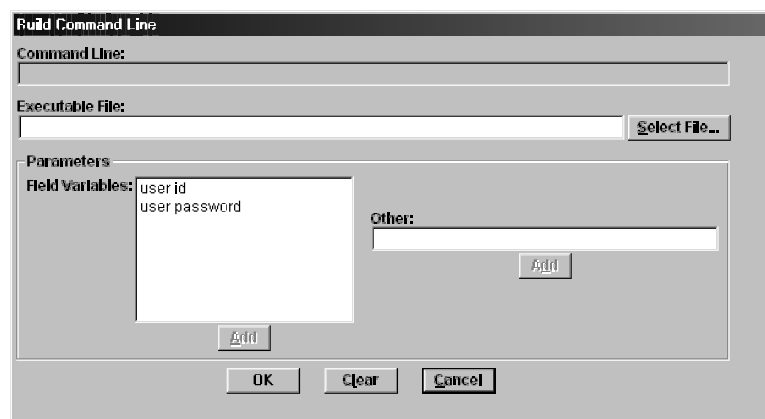 Build Command Line
Command Line:
Executable File:
Select File...
Parameters
Field Variables:
user id
user password
Other:
Add
Add
OK
Clear
Cancel